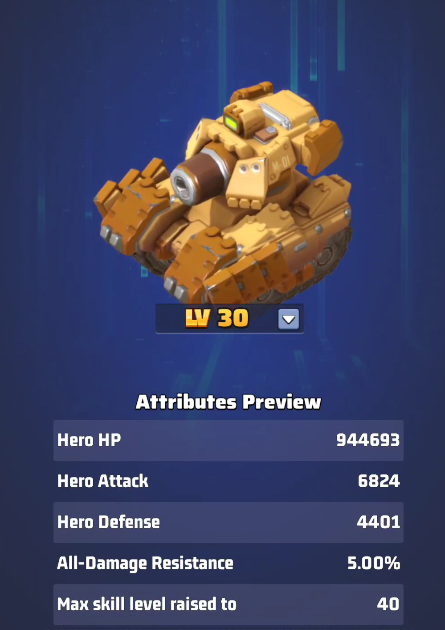 LV 30
Attributes Preview
Hero HP 944693
Hero Attack 6824
Hero Defense 4401
All-Damage Resistance 5.00%
Max skill level raised to 40